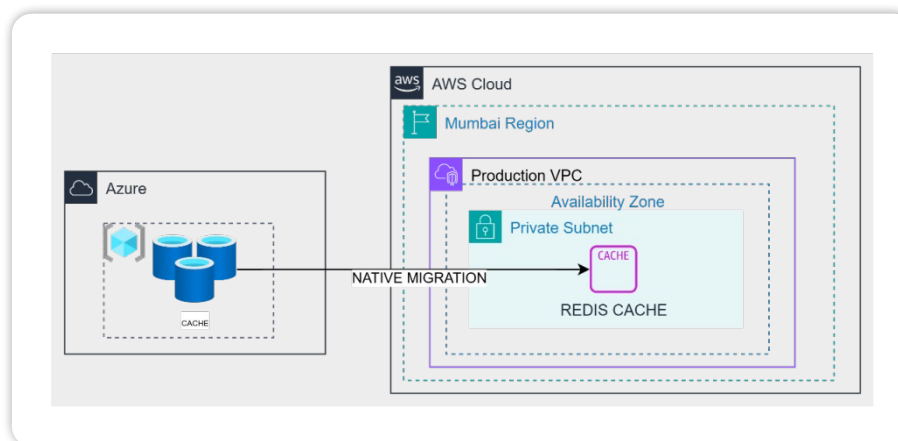 aws
AWS Cloud
Mumbai Region
Production VPC
Azure
Availability Zone
Private Subnet
CACHE
NATIVE MIGRATION
REDIS CACHE
CACHE